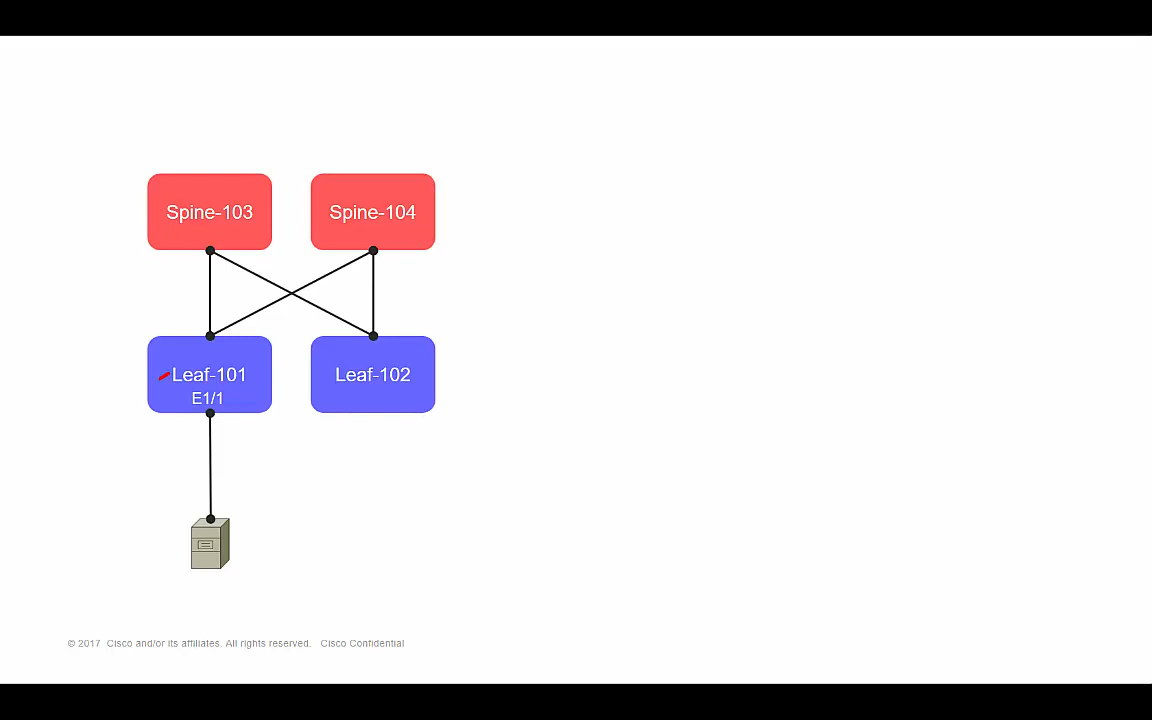 Spine-103
Spine-104
Leaf-101
E1/1
Leaf-102
© 2017 Cisco and/or its affiliates. All rights reserved. Cisco Confidential